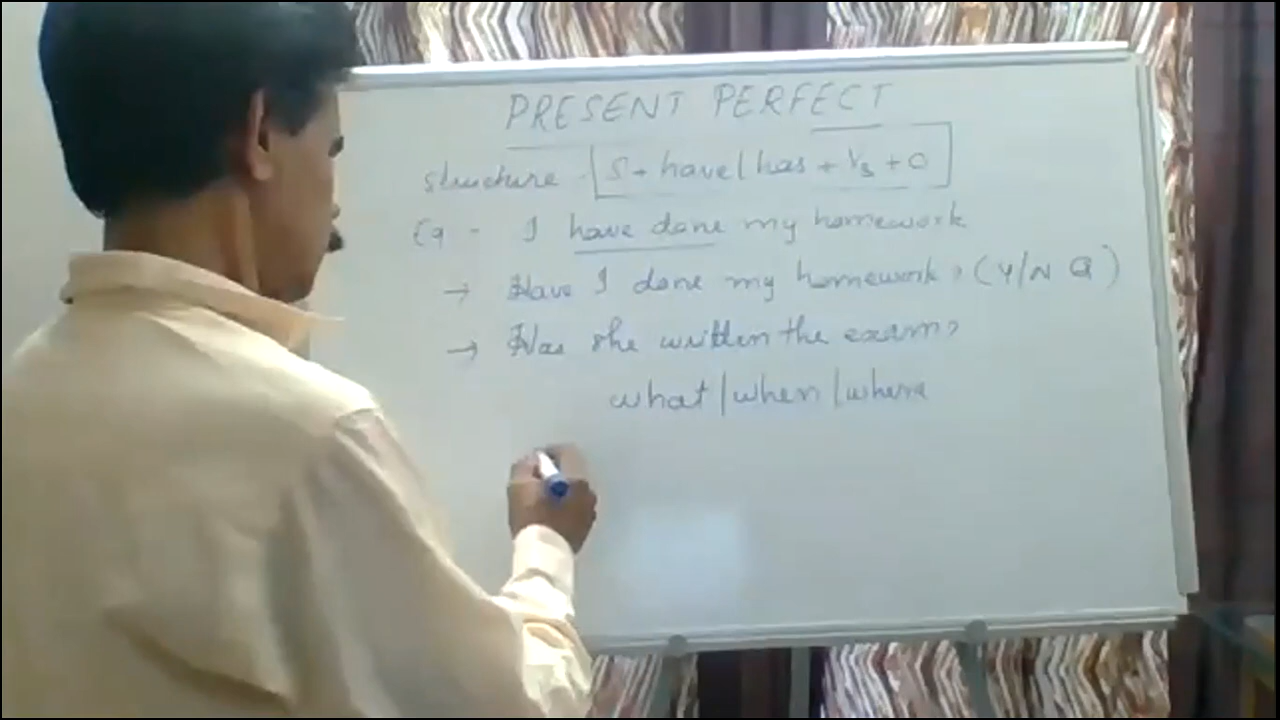 PRESENT PERFECT
Structure - S + have/has + V3 + O
Eg - I have done my homework
→ Have I done my homework? (Y/N Q)
→ Has she written the exam?
what/when/where